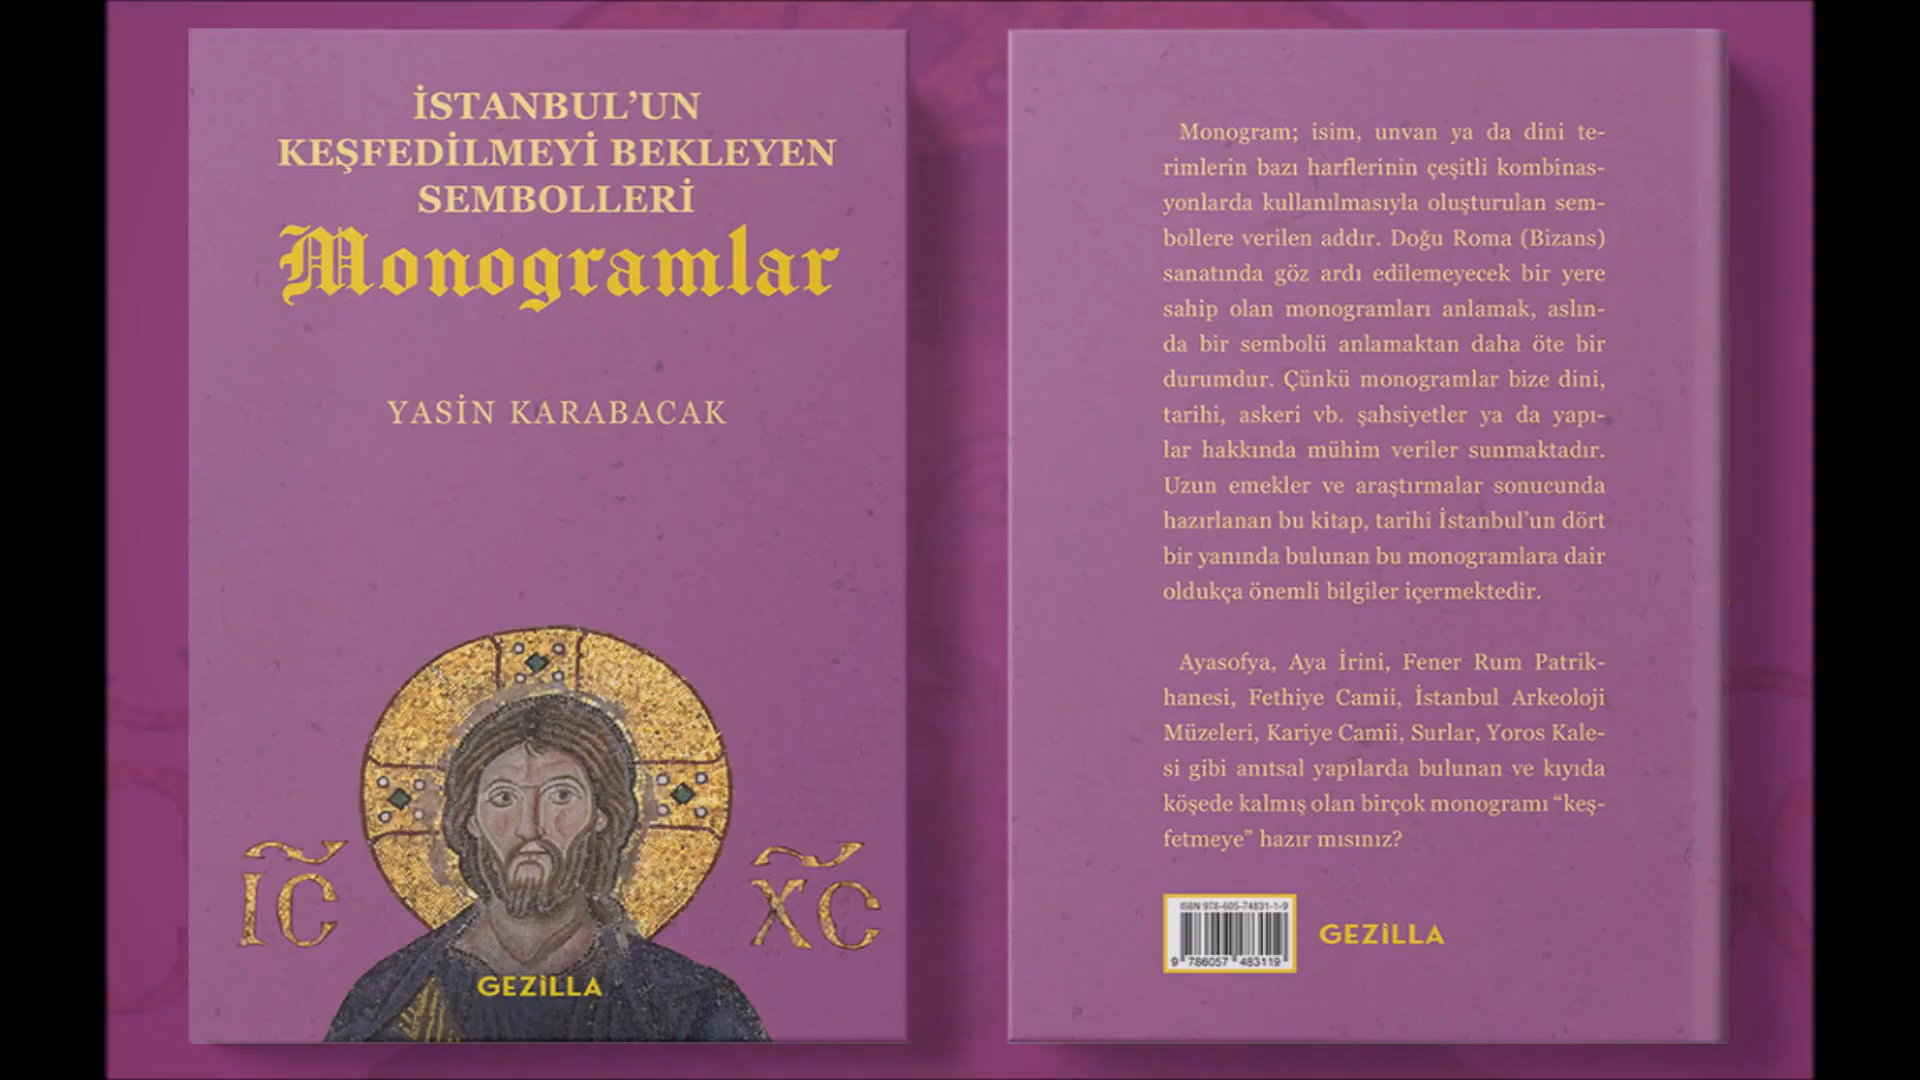 İSTANBUL’UN
KEŞFEDİLMEYİ BEKLEYEN
SEMBOLLERİ
Monogramlar
YASİN KARABACAK
IC
XC
GEZİLLA
Monogram; isim, unvan ya da dini te-
rimlerin bazı harflerinin çeşitli kombinas-
yonlarda kullanılmasıyla oluşturulan sem-
bollere verilen addır. Doğu Roma (Bizans)
sanatında göz ardı edilemeyecek bir yere
sahip olan monogramları anlamak, aslın-
da bir sembolü anlamaktan daha öte bir
durumdur. Çünkü monogramlar bize dini,
tarihi, askeri vb. şahsiyetler ya da yapı-
lar hakkında mühim veriler sunmaktadır.
Uzun emekler ve araştırmalar sonucunda
hazırlanan bu kitap, tarihi İstanbul’un dört
bir yanında bulunan bu monogramlara dair
oldukça önemli bilgiler içermektedir.
Ayasofya, Aya İrini, Fener Rum Patrik-
hanesi, Fethiye Camii, İstanbul Arkeoloji
Müzeleri, Kariye Camii, Surlar, Yoros Kale-
si gibi anıtsal yapılarda bulunan ve kıyıda
köşede kalmış olan birçok monogramı “keş-
fetmeye” hazır mısınız?
ISBN 978-605-74831-1-9
9 786057 483119
GEZİLLA